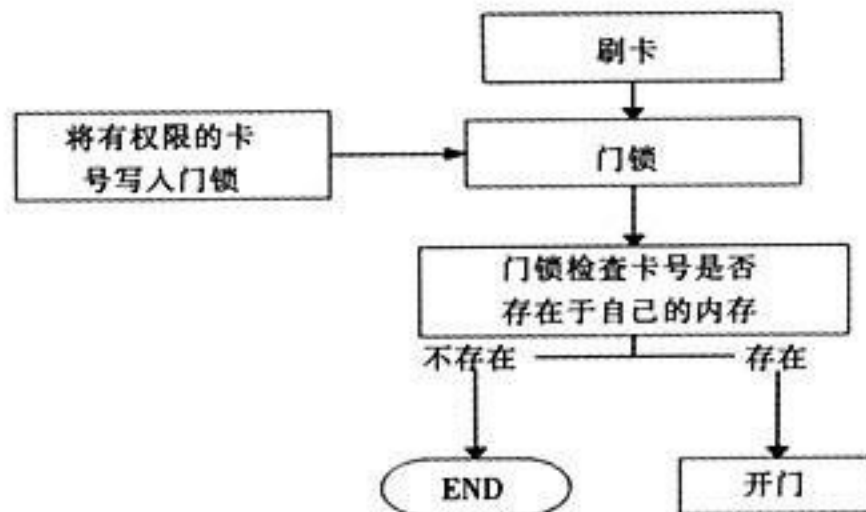 刷卡
将有权限的卡
号写入门锁
门锁
门锁检查卡号是否
存在于自己的内存
不存在
存在
END
开门